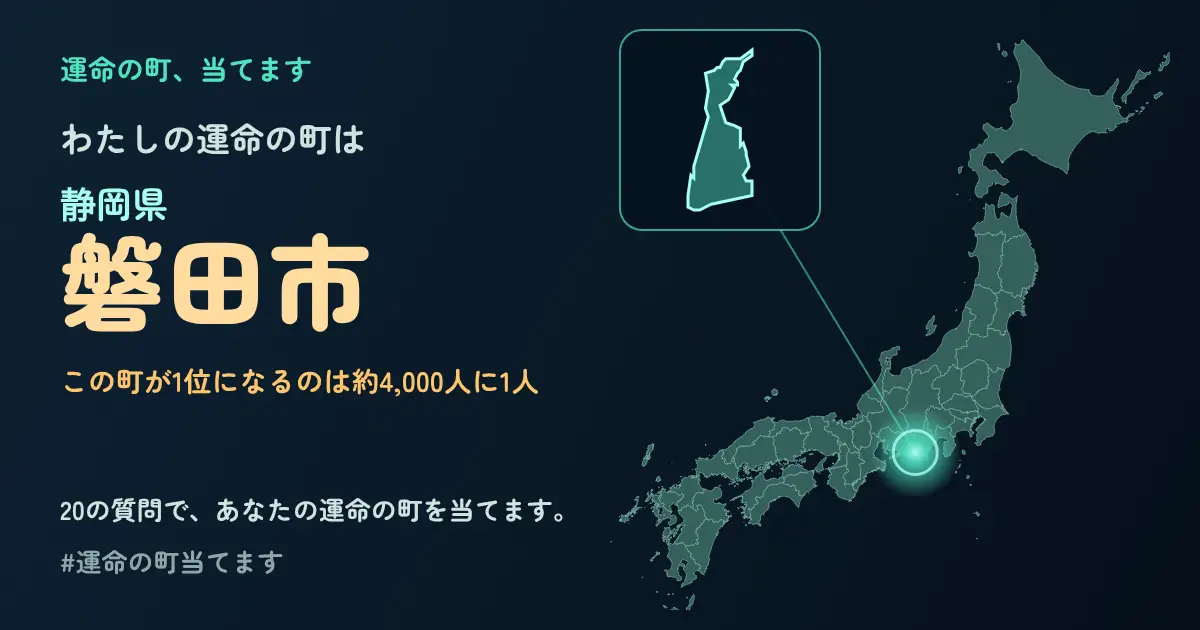 運命の町、当てます
わたしの運命の町は
静岡県
磐田市
この町が1位になるのは約4,000人に1人
20の質問で、あなたの運命の町を当てます。
#運命の町当てます